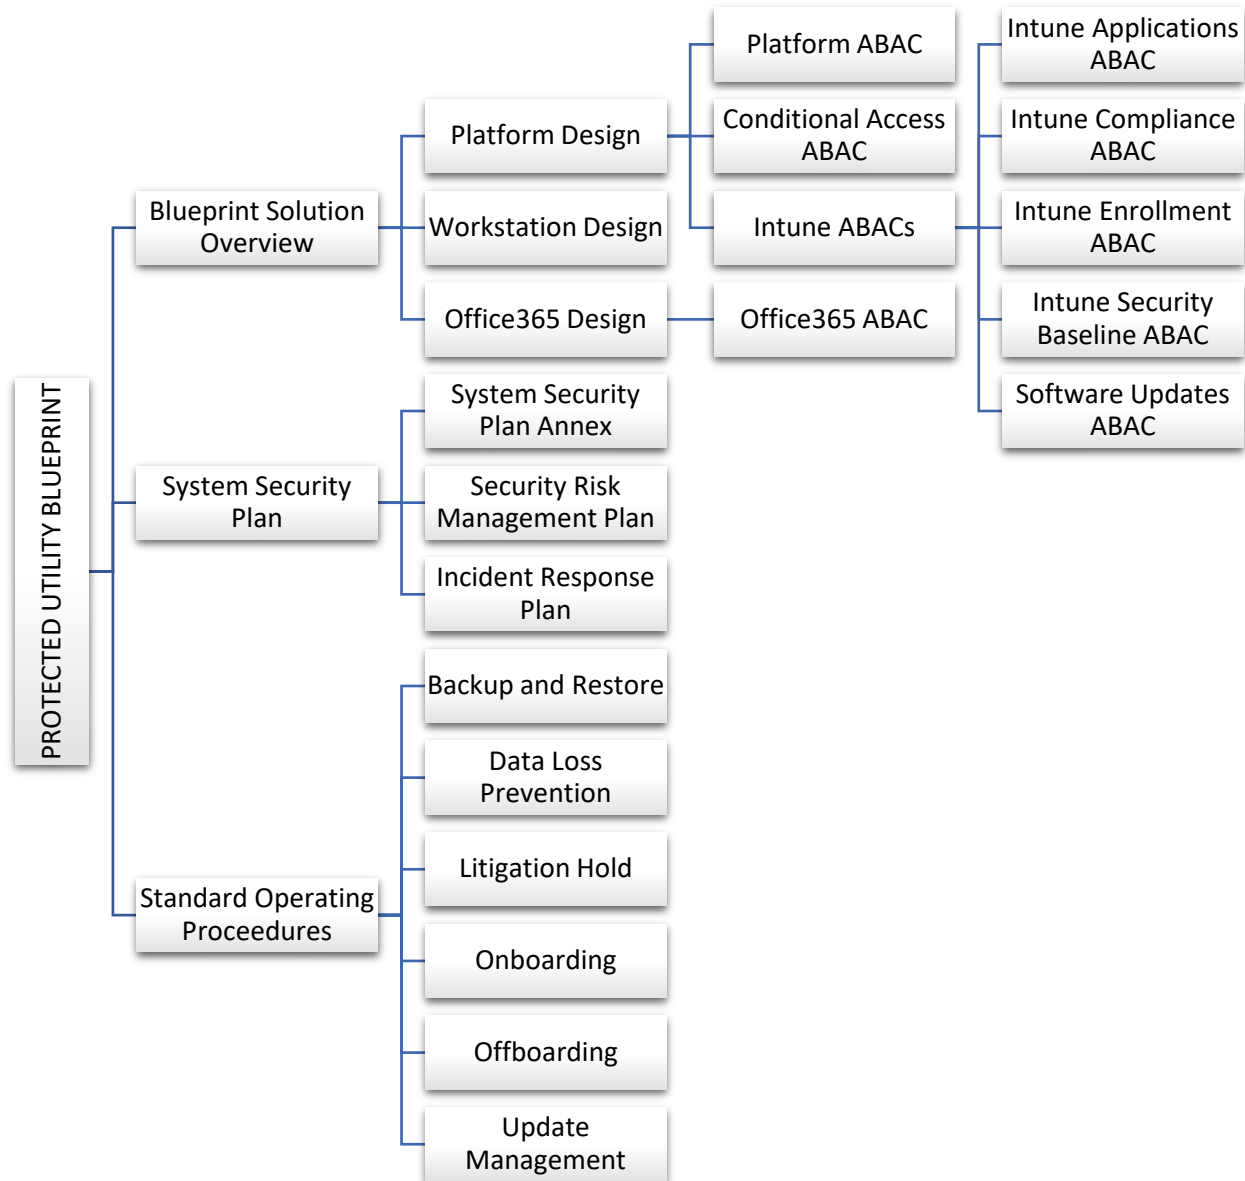 PROTECTED UTILITY BLUEPRINT
Blueprint Solution
Overview
Platform Design
Platform ABAC
Conditional Access
ABAC
Intune ABACs
Intune Applications
ABAC
Intune Compliance
ABAC
Intune Enrollment
ABAC
Intune Security
Baseline ABAC
Software Updates
ABAC
Workstation Design
Office365 Design
Office365 ABAC
System Security
Plan
System Security
Plan Annex
Security Risk
Management Plan
Incident Response
Plan
Standard Operating
Proceedures
Backup and Restore
Data Loss
Prevention
Litigation Hold
Onboarding
Offboarding
Update
Management